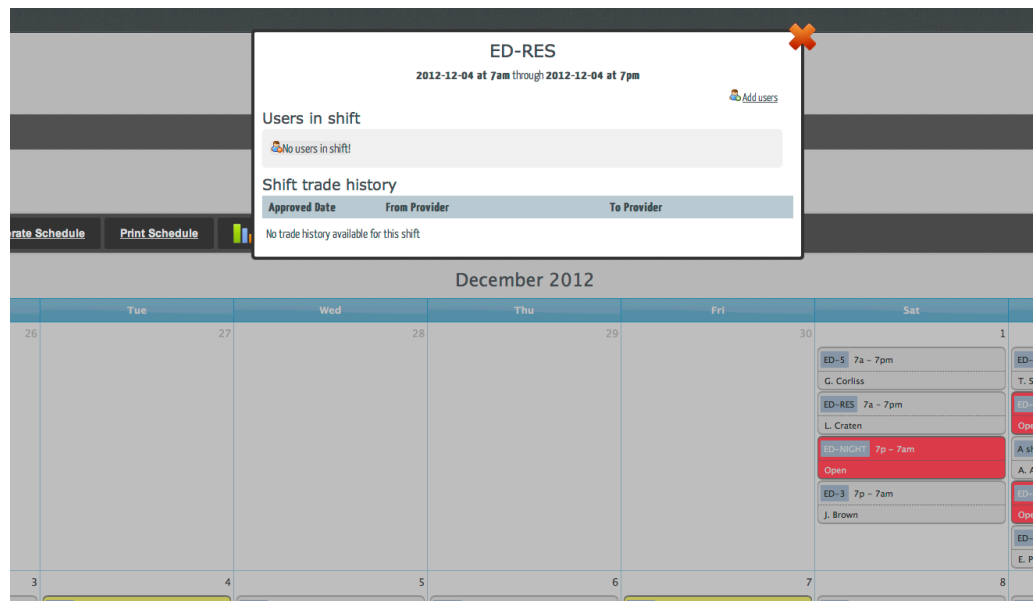 ED-RES
2012-12-04 at 7am through 2012-12-04 at 7pm
Add users
Users in shift
No users in shift!
Shift trade history
Approved Date From Provider To Provider
No trade history available for this shift
Schedule Print Schedule
December 2012
Tue Wed Thu Fri Sat
26 27 28 29 30 1
ED-5 7a - 7pm
G. Corliss
ED-RES 7a - 7pm
L. Craten
ED-NIGHT 7p - 7am
Open
ED-3 7p - 7am
J. Brown
3 4 5 6 7 8